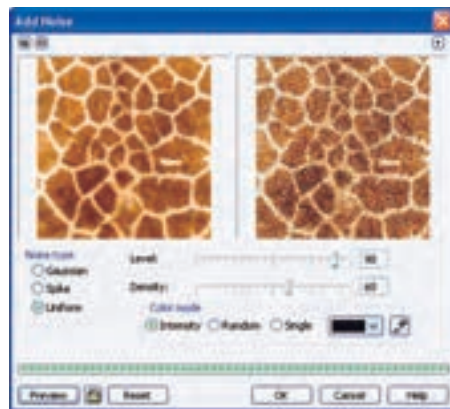 Add Noise
Noise type
Gaussian
Spike
Uniform
Level:
Density:
Color mode
Intensity
Random
Single
Preview
Reset
OK
Cancel
Help